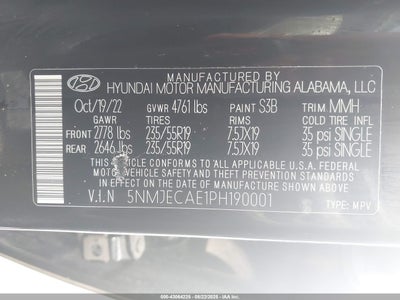 HYUNDAI MOTOR MANUFACTURING ALABAMA, LLC
Oct/19/22 GVWR 4761 lbs PAINT S3B TRIM MMH
GAWR TIRES RIMS COLD TIRE INFL
FRONT 2778 lbs 235/55R19 7.5JX19 35 psi SINGLE
REAR 2646 lbs 235/55R19 7.5JX19 35 psi SINGLE
THIS VEHICLE CONFORMS TO ALL APPLICABLE U.S.A. FEDERAL
MOTOR VEHICLE SAFETY, BUMPER, AND THEFT PREVENTION
STANDARDS IN EFFECT ON THE DATE OF MANUFACTURE SHOWN ABOVE.
V.I.N 5NMJECAE1PH190001 TYPE: MPV